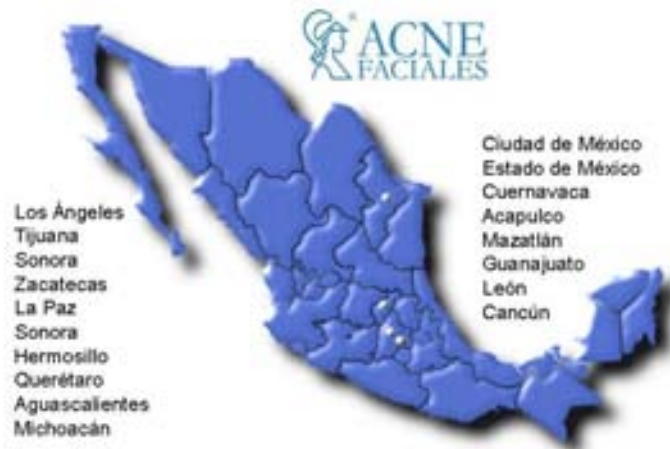 ACNE
FACIALES
Ciudad de México
Estado de México
Cuernavaca
Acapulco
Mazatlán
Guanajuato
León
Cancún
Los Ángeles
Tijuana
Sonora
Zacatecas
La Paz
Sonora
Hermosillo
Querétaro
Aguascalientes
Michoacán